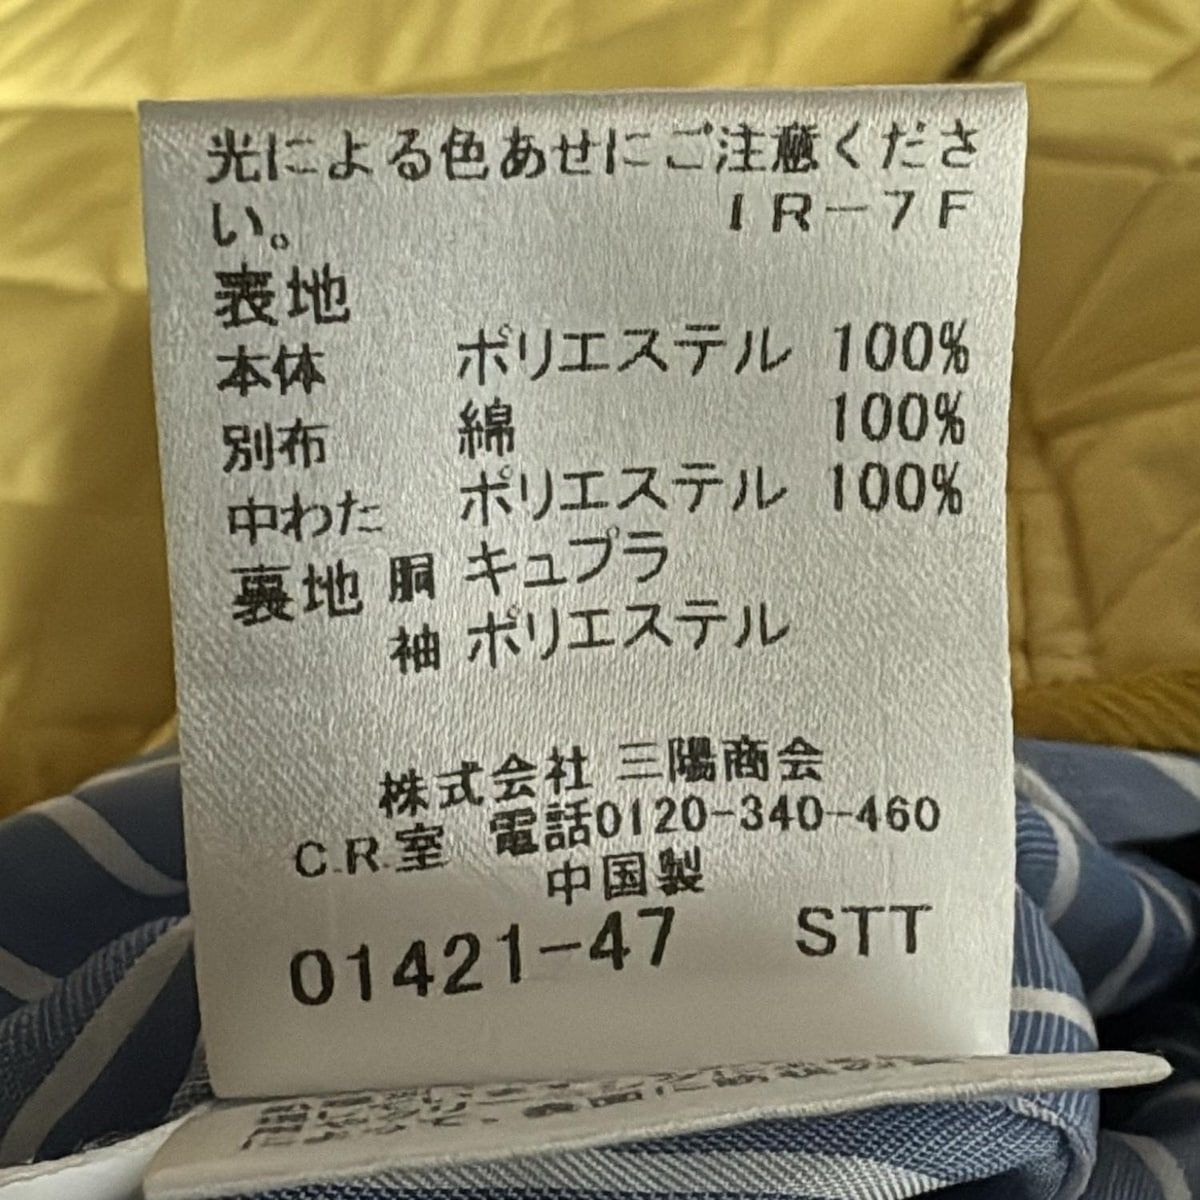 光による色あせにご注意くださ
い。 IR-7F
表地
本体 ポリエステル 100%
別布 綿 100%
中わた ポリエステル 100%
裏地 胴 キュプラ
袖 ポリエステル
株式会社 三陽商会
C.R.室 電話0120-340-460
中国製
01421-47 STT